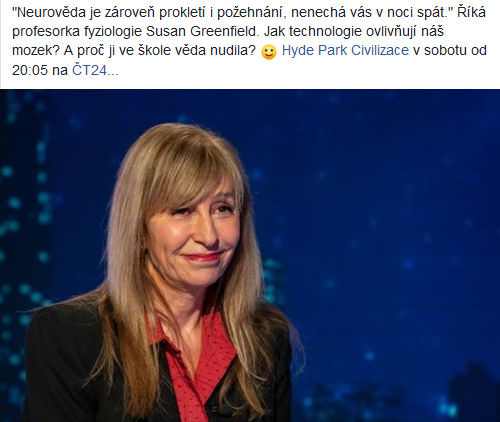 "Neurověda je zároveň prokletí i požehnání, nenechá vás v noci spát." Říká
profesorka fyziologie Susan Greenfield. Jak technologie ovlivňují náš
mozek? A proč ji ve škole věda nudila? 🙂 Hyde Park Civilizace v sobotu od
20:05 na ČT24...